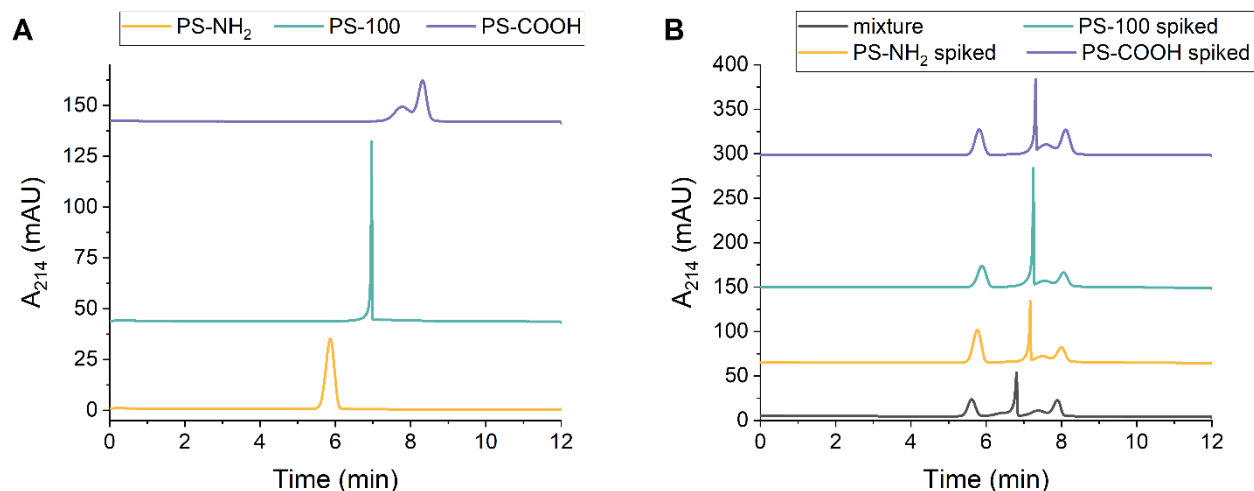 A
PS-NH₂ PS-100 PS-COOH
A₂₁₄ (mAU)
150
125
100
75
50
25
0
0 2 4 6 8 10 12
Time (min)
B
mixture PS-100 spiked
PS-NH₂ spiked PS-COOH spiked
A₂₁₄ (mAU)
400
350
300
250
200
150
100
50
0
0 2 4 6 8 10 12
Time (min)